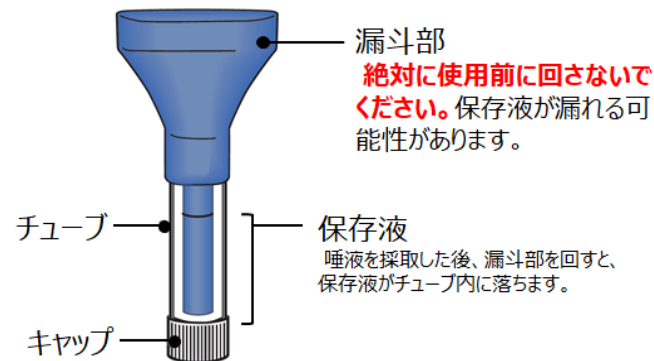 漏斗部
絶対に使用前に回さないで
ください。保存液が漏れる可
能性があります。
チューブ
保存液
唾液を採取した後、漏斗部を回すと、
保存液がチューブ内に落ちます。
キャップ